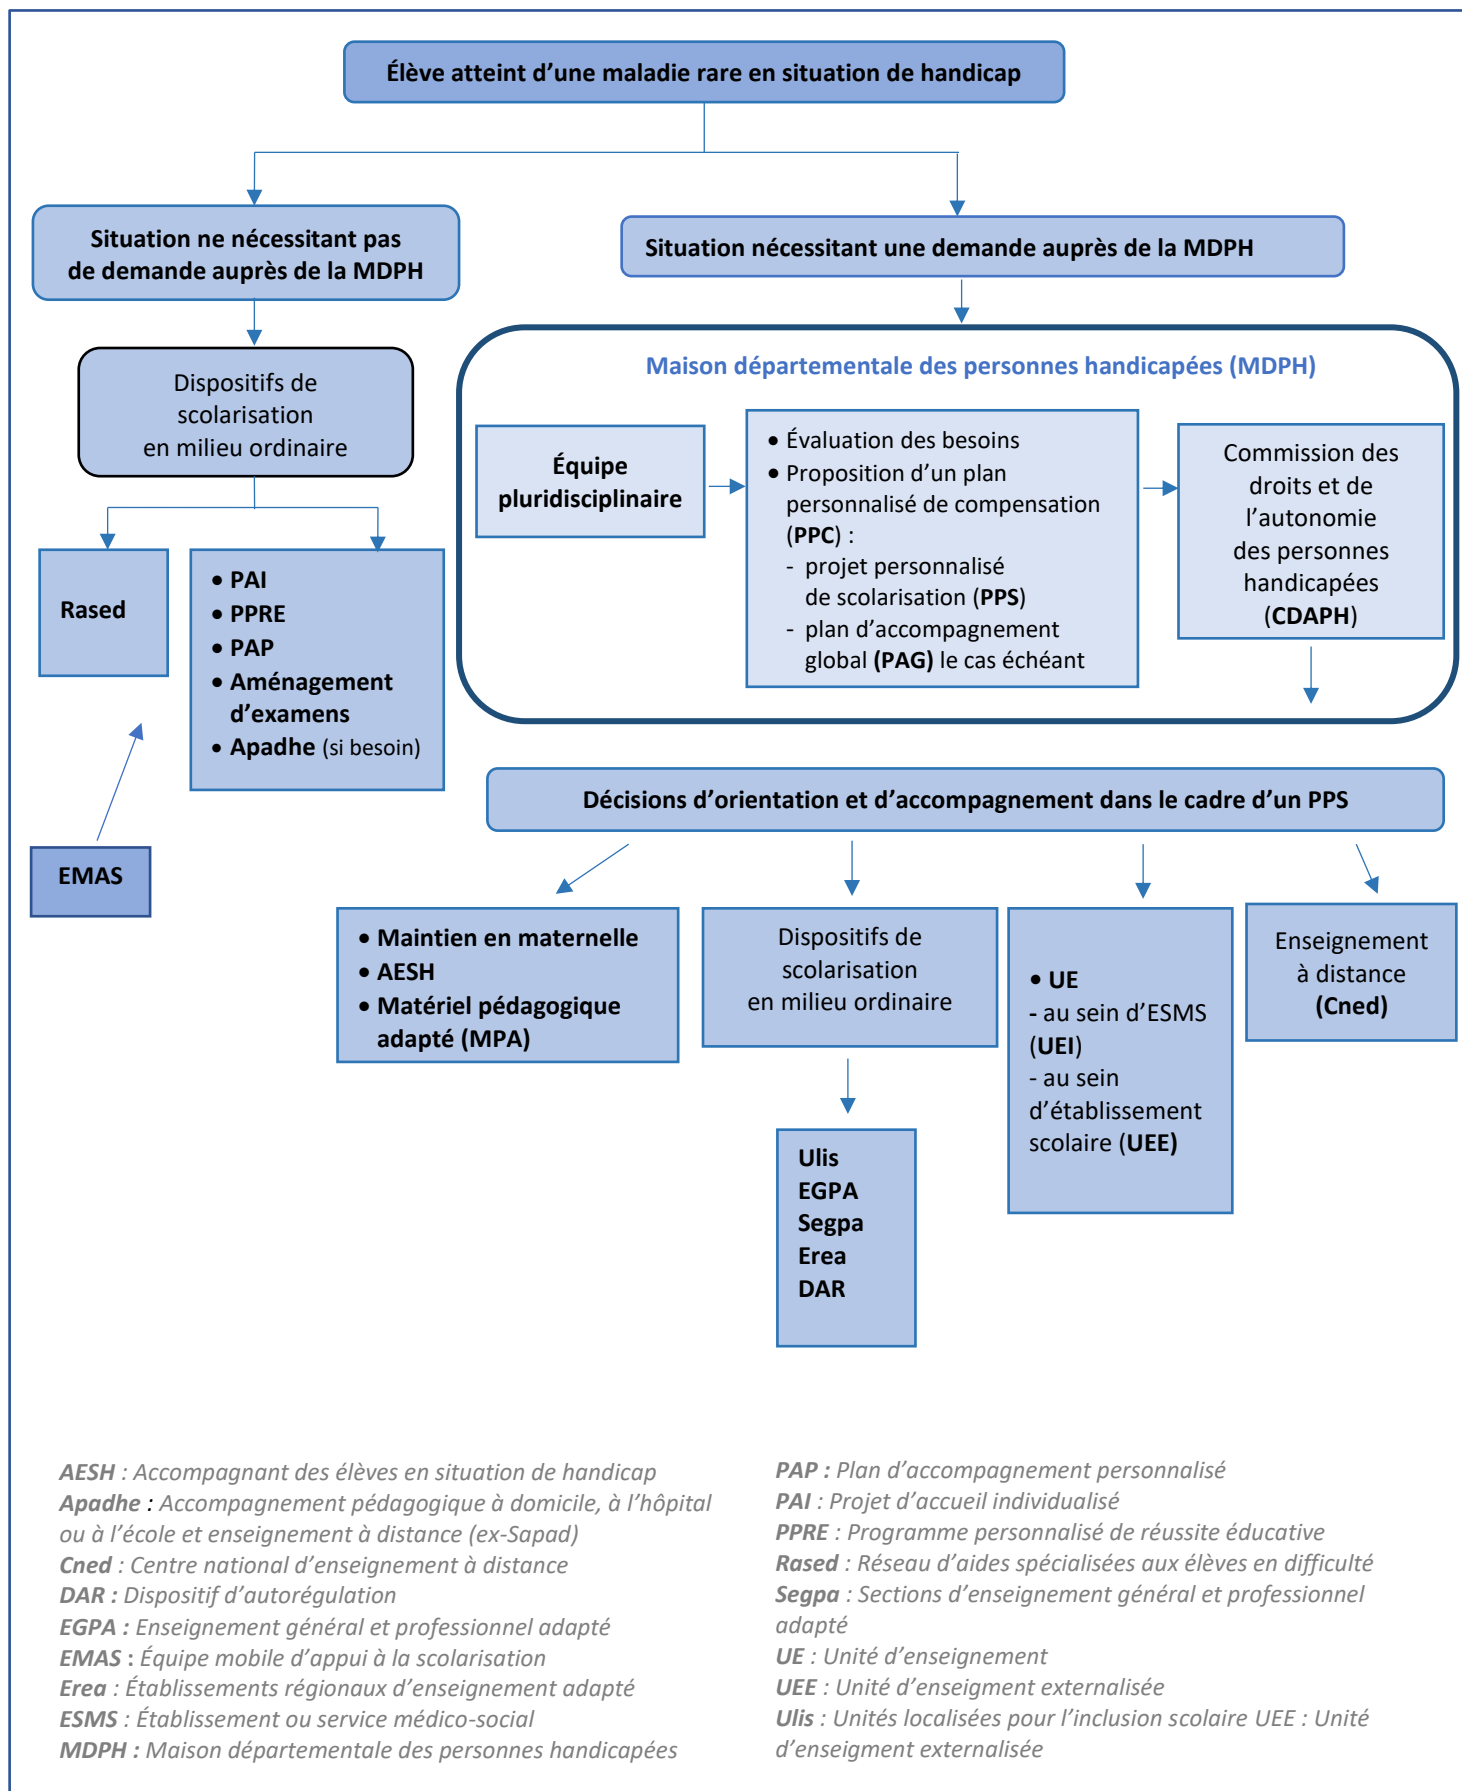 Élève atteint d’une maladie rare en situation de handicap
Situation ne nécessitant pas
de demande auprès de la MDPH
Situation nécessitant une demande auprès de la MDPH
Dispositifs de
scolarisation
en milieu ordinaire
Rased
• PAI
• PPRE
• PAP
• Aménagement
d’examens
• Apadhe (si besoin)
EMAS
Maison départementale des personnes handicapées (MDPH)
Équipe
pluridisciplinaire
• Évaluation des besoins
• Proposition d’un plan
personnalisé de compensation
(PPC) :
- projet personnalisé
de scolarisation (PPS)
- plan d’accompagnement
global (PAG) le cas échéant
Commission des
droits et de
l’autonomie
des personnes
handicapées
(CDAPH)
Décisions d’orientation et d’accompagnement dans le cadre d’un PPS
• Maintien en maternelle
• AESH
• Matériel pédagogique
adapté (MPA)
Dispositifs de
scolarisation
en milieu ordinaire
Ulis
EGPA
Segpa
Erea
DAR
• UE
- au sein d’ESMS
(UEI)
- au sein
d’établissement
scolaire (UEE)
Enseignement
à distance
(Cned)
AESH : Accompagnant des élèves en situation de handicap
Apadhe : Accompagnement pédagogique à domicile, à l’hôpital
ou à l’école et enseignement à distance (ex-Sapad)
Cned : Centre national d’enseignement à distance
DAR : Dispositif d’autorégulation
EGPA : Enseignement général et professionnel adapté
EMAS : Équipe mobile d’appui à la scolarisation
Erea : Établissements régionaux d’enseignement adapté
ESMS : Établissement ou service médico-social
MDPH : Maison départementale des personnes handicapées
PAP : Plan d’accompagnement personnalisé
PAI : Projet d’accueil individualisé
PPRE : Programme personnalisé de réussite éducative
Rased : Réseau d’aides spécialisées aux élèves en difficulté
Segpa : Sections d’enseignement général et professionnel
adapté
UE : Unité d’enseignement
UEE : Unité d’enseigment externalisée
Ulis : Unités localisées pour l’inclusion scolaire UEE : Unité
d’enseigment externalisée